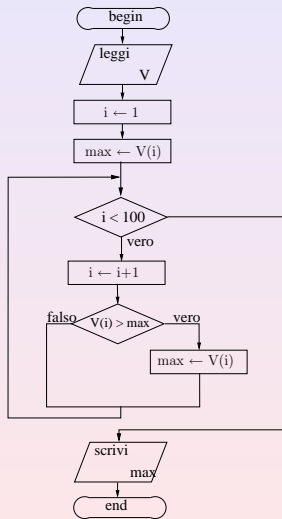 begin
leggi
V
i ← 1
max ← V(i)
i < 100
vero
i ← i+1
falso
V(i) > max
vero
max ← V(i)
scrivi
max
end